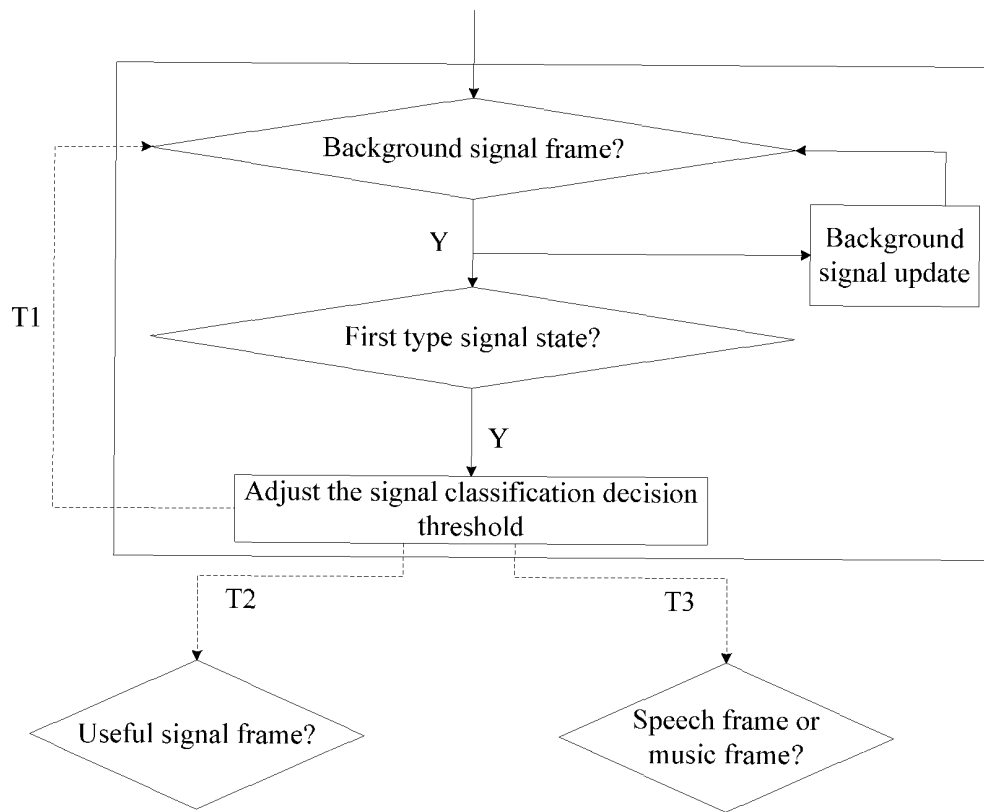 Background signal frame?
Y
Background
signal update
T1
First type signal state?
Y
Adjust the signal classification decision
threshold
T2
T3
Useful signal frame?
Speech frame or
music frame?